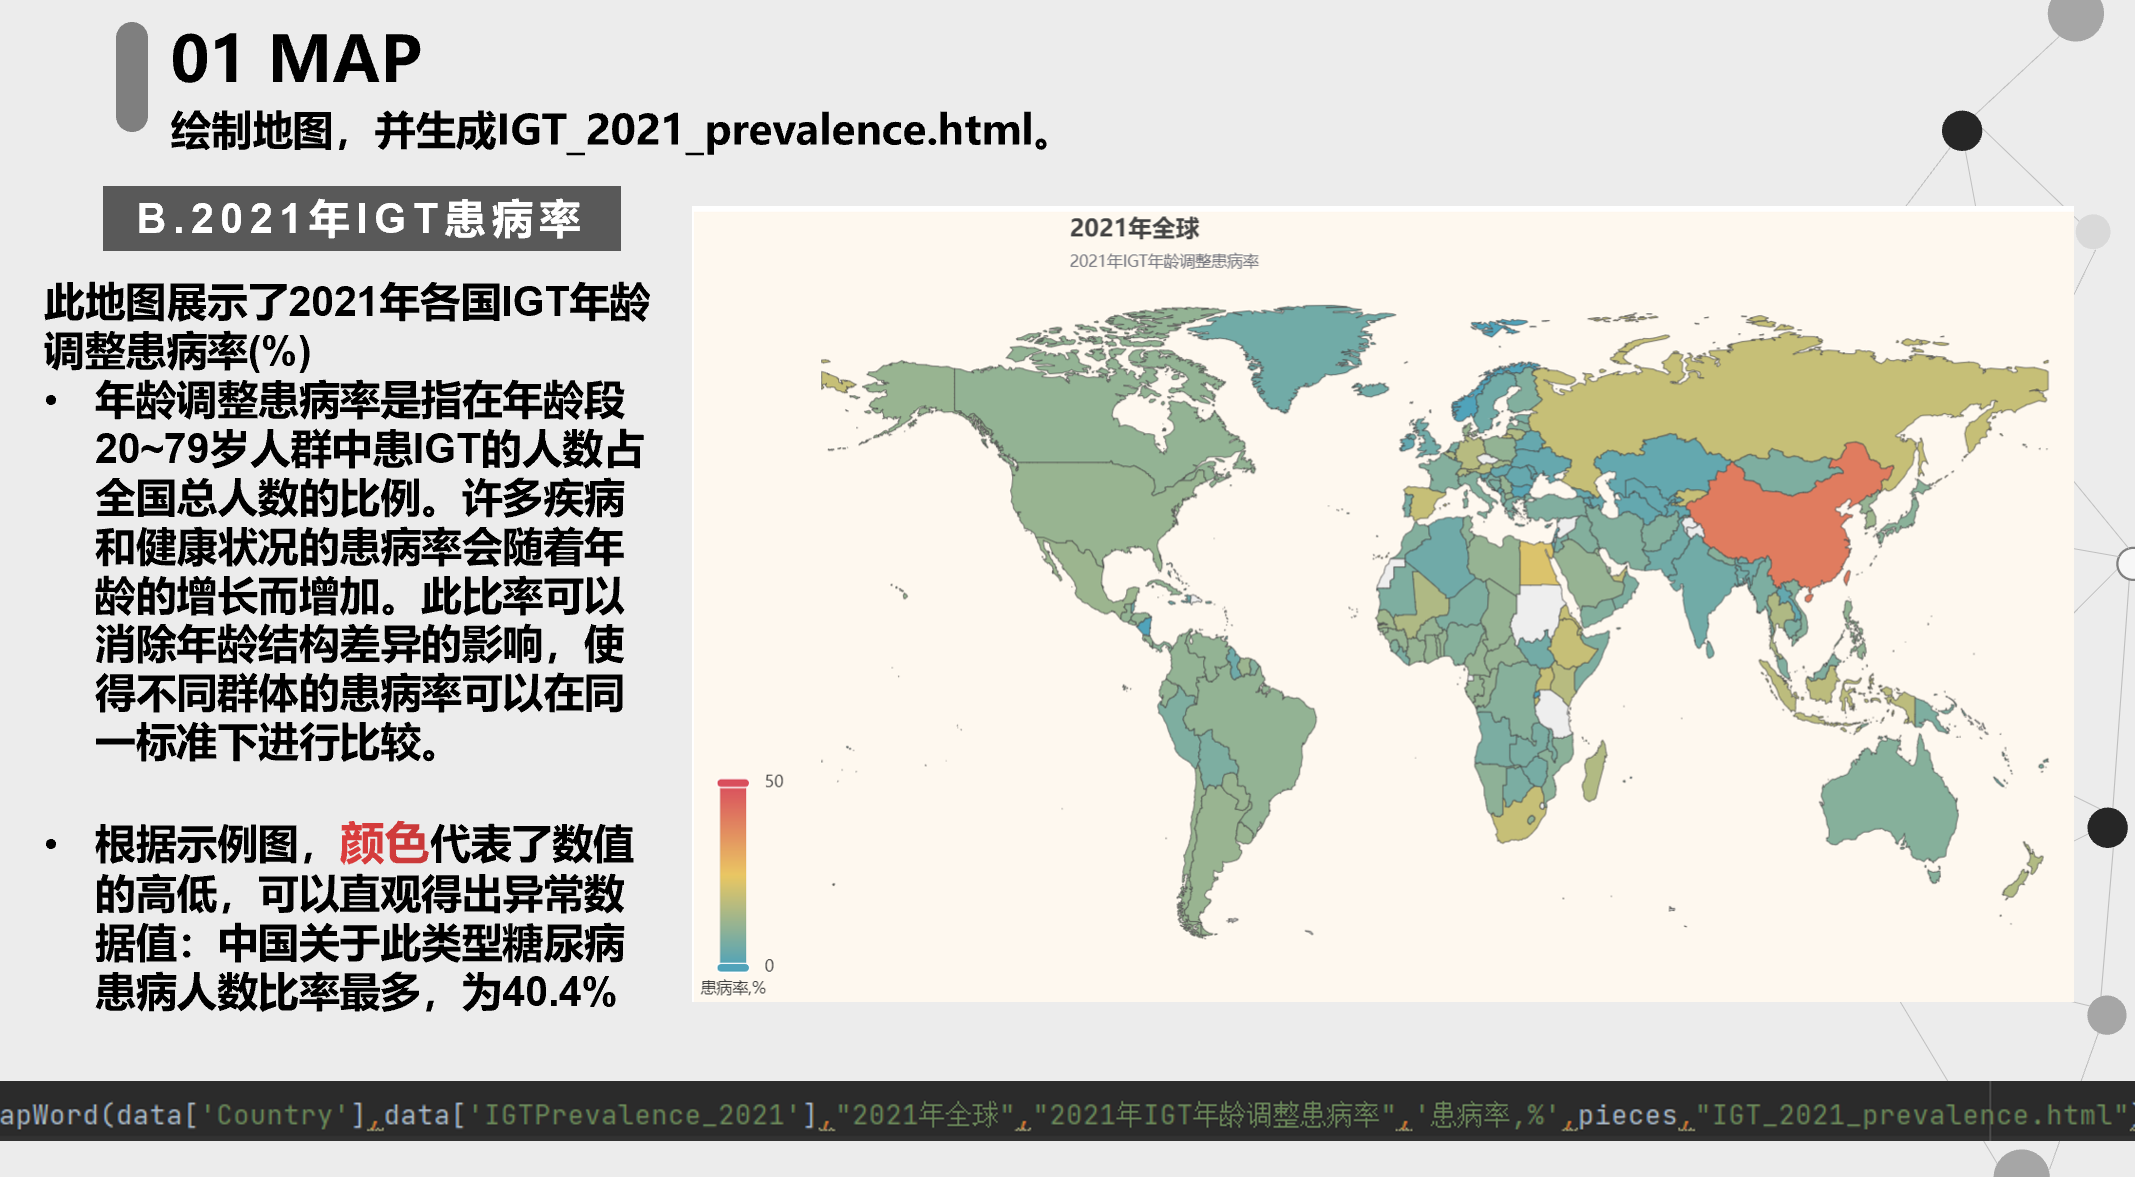 01 MAP
绘制地图，并生成IGT_2021_prevalence.html。
B.2021年IGT患病率
此地图展示了2021年各国IGT年龄
调整患病率(%)
• 年龄调整患病率是指在年龄段
20~79岁人群中患IGT的人数占
全国总人数的比例。许多疾病
和健康状况的患病率会随着年
龄的增长而增加。此比率可以
消除年龄结构差异的影响，使
得不同群体的患病率可以在同
一标准下进行比较。
• 根据示例图，颜色代表了数值
的高低，可以直观得出异常数
据值：中国关于此类型糖尿病
患病人数比率最多，为40.4%
2021年全球
2021年IGT年龄调整患病率
50
0
患病率,%
apWord(data['Country'],data['IGTPrevalence_2021'],"2021年全球","2021年IGT年龄调整患病率",'患病率,%',pieces,"IGT_2021_prevalence.html")